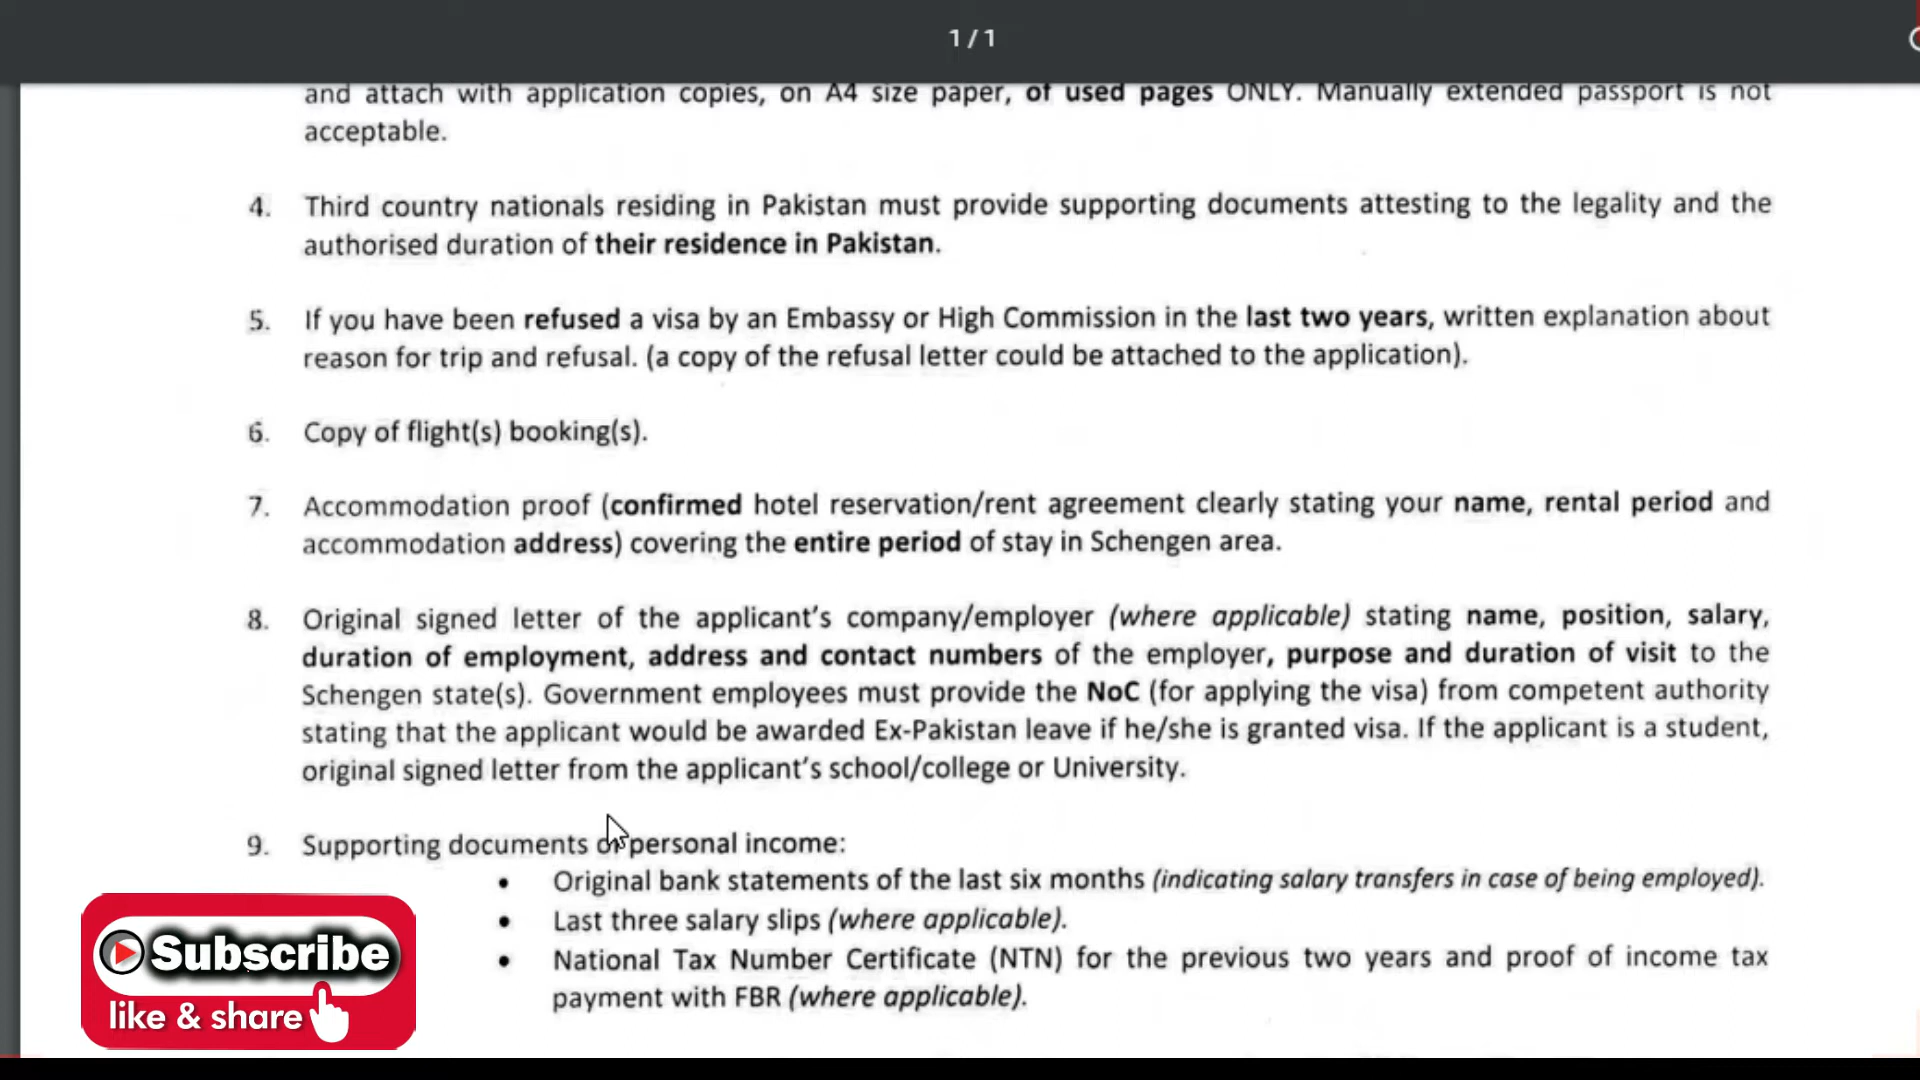 1 / 1
and attach with application copies, on A4 size paper, of used pages ONLY. Manually extended passport is not
acceptable.
4. Third country nationals residing in Pakistan must provide supporting documents attesting to the legality and the
authorised duration of their residence in Pakistan.
5. If you have been refused a visa by an Embassy or High Commission in the last two years, written explanation about
reason for trip and refusal. (a copy of the refusal letter could be attached to the application).
6. Copy of flight(s) booking(s).
7. Accommodation proof (confirmed hotel reservation/rent agreement clearly stating your name, rental period and
accommodation address) covering the entire period of stay in Schengen area.
8. Original signed letter of the applicant's company/employer (where applicable) stating name, position, salary,
duration of employment, address and contact numbers of the employer, purpose and duration of visit to the
Schengen state(s). Government employees must provide the NoC (for applying the visa) from competent authority
stating that the applicant would be awarded Ex-Pakistan leave if he/she is granted visa. If the applicant is a student,
original signed letter from the applicant's school/college or University.
9. Supporting documents of personal income:
• Original bank statements of the last six months (indicating salary transfers in case of being employed).
• Last three salary slips (where applicable).
• National Tax Number Certificate (NTN) for the previous two years and proof of income tax
payment with FBR (where applicable).
Subscribe
like & share